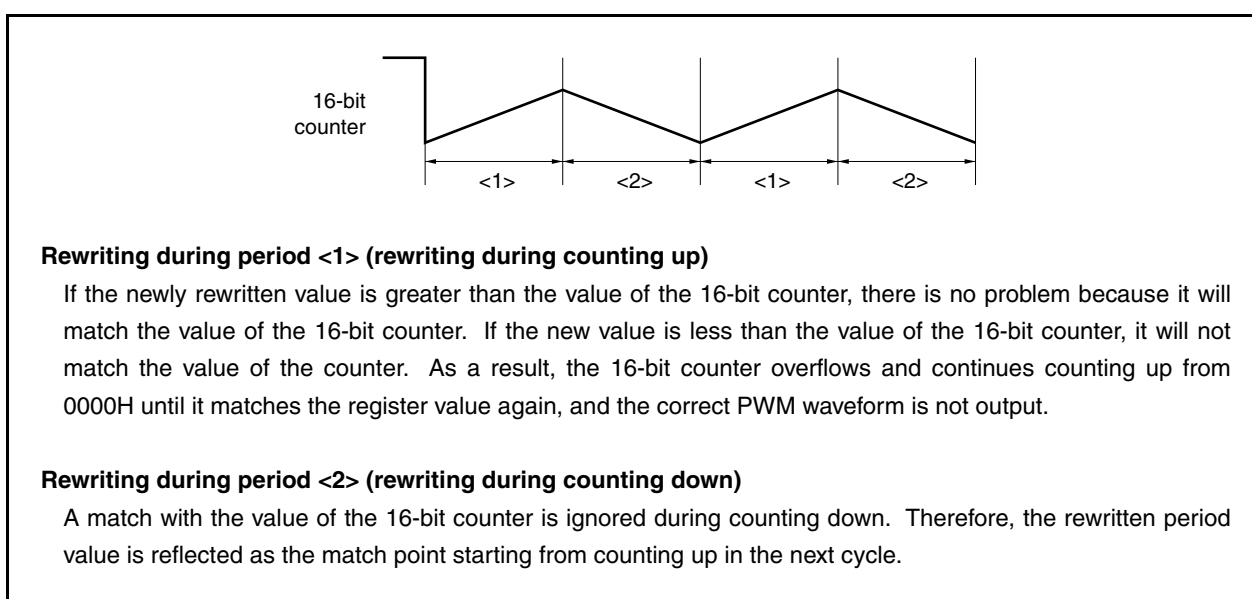 16-bit
counter
<1>
<2>
<1>
<2>
Rewriting during period <1> (rewriting during counting up)
If the newly rewritten value is greater than the value of the 16-bit counter, there is no problem because it will
match the value of the 16-bit counter. If the new value is less than the value of the 16-bit counter, it will not
match the value of the counter. As a result, the 16-bit counter overflows and continues counting up from
0000H until it matches the register value again, and the correct PWM waveform is not output.
Rewriting during period <2> (rewriting during counting down)
A match with the value of the 16-bit counter is ignored during counting down. Therefore, the rewritten period
value is reflected as the match point starting from counting up in the next cycle.